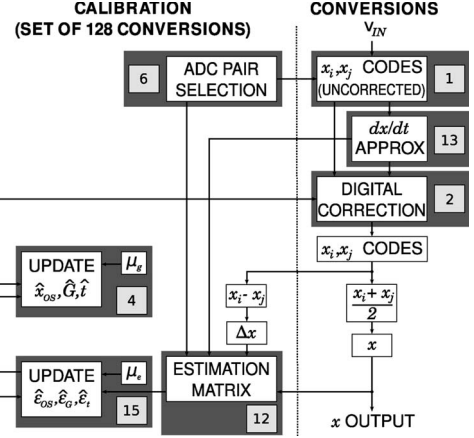 CALIBRATION
(SET OF 128 CONVERSIONS)
CONVERSIONS
V_IN
6
ADC PAIR
SELECTION
x_i,x_j CODES
(UNCORRECTED)
1
dx/dt
APPROX
13
DIGITAL
CORRECTION
2
x_i,x_j CODES
UPDATE
x̂_OS,Ĝ,t̂
μ_g
4
x_i- x_j
Δx
x_i+ x_j
2
x
UPDATE
ε̂_OS,ε̂_G,ε̂_t
μ_e
15
ESTIMATION
MATRIX
12
x OUTPUT